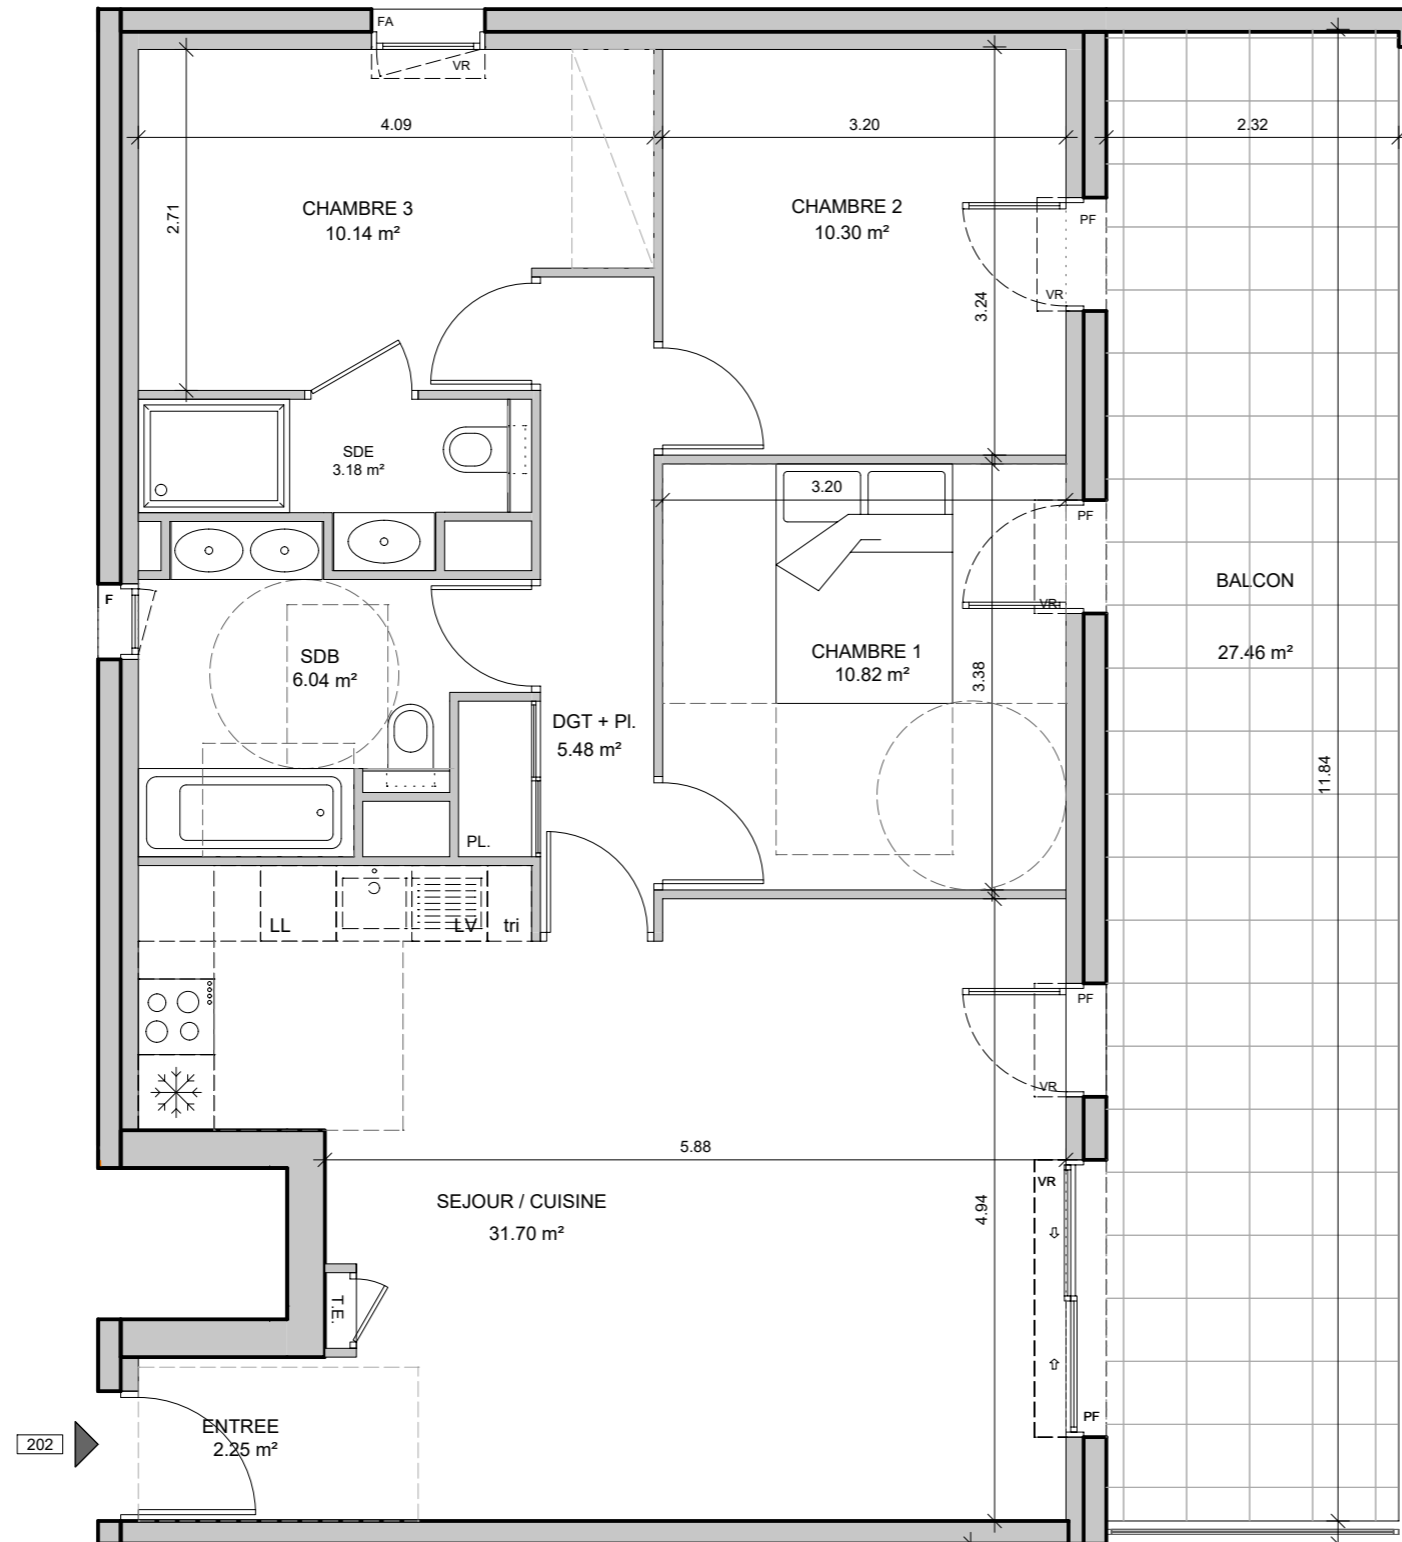 FA
VR
4.09
3.20
2.32
2.71
CHAMBRE 3
10.14 m²
CHAMBRE 2
10.30 m²
PF
VR
3.24
SDE
3.18 m²
3.20
PF
VR
F
SDB
6.04 m²
CHAMBRE 1
10.82 m²
3.38
BALCON
27.46 m²
DGT + Pl.
5.48 m²
11.84
PL.
LL
LV
tri
PF
VR
5.88
SEJOUR / CUISINE
31.70 m²
4.94
VR
T.E.
PF
ENTREE
2.25 m²
202